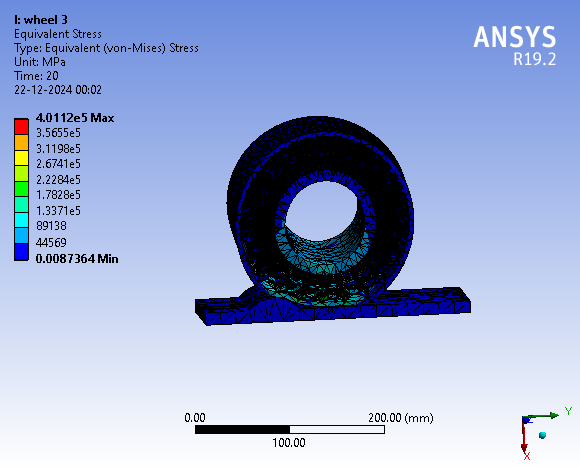 I: wheel 3
Equivalent Stress
Type: Equivalent (von-Mises) Stress
Unit: MPa
Time: 20
22-12-2024 00:02
ANSYS
R19.2
4.0112e5 Max
3.5655e5
3.1198e5
2.6741e5
2.2284e5
1.7828e5
1.3371e5
89138
44569
0.0087364 Min
0.00
200.00 (mm)
100.00
Y
X